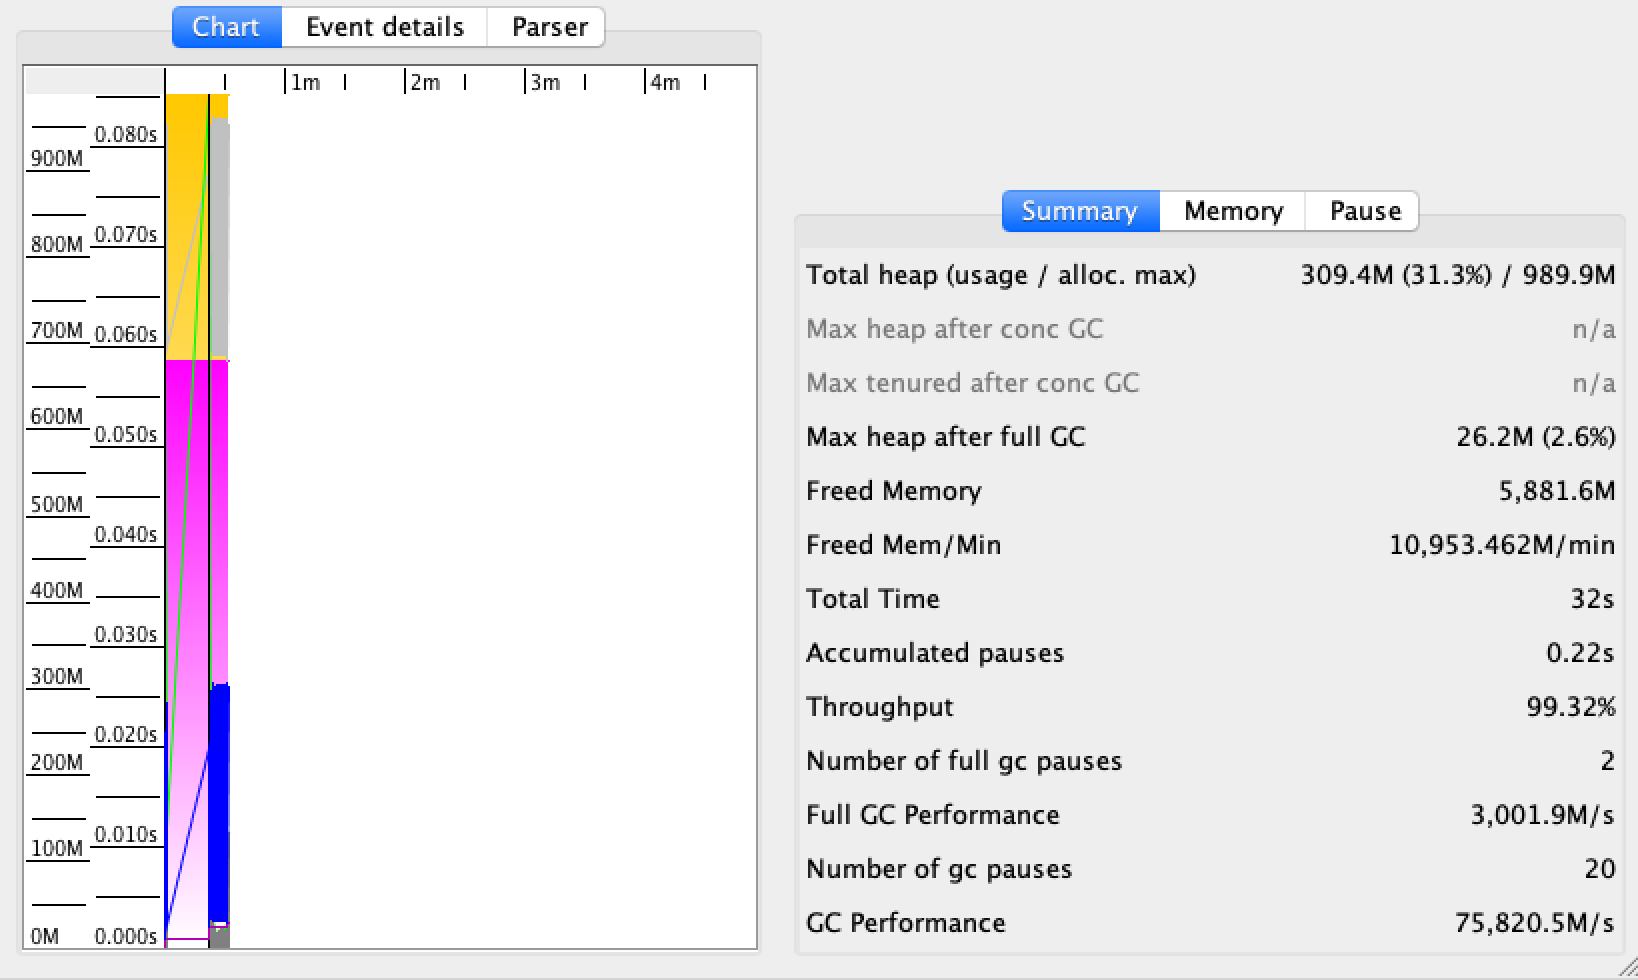 Chart Event details Parser
1m 2m 3m 4m
0.080s
900M
0.070s
800M
0.060s
700M
600M
0.050s
500M
0.040s
400M
0.030s
300M
0.020s
200M
0.010s
100M
0M 0.000s
Summary Memory Pause
Total heap (usage / alloc. max) 309.4M (31.3%) / 989.9M
Max heap after conc GC n/a
Max tenured after conc GC n/a
Max heap after full GC 26.2M (2.6%)
Freed Memory 5,881.6M
Freed Mem/Min 10,953.462M/min
Total Time 32s
Accumulated pauses 0.22s
Throughput 99.32%
Number of full gc pauses 2
Full GC Performance 3,001.9M/s
Number of gc pauses 20
GC Performance 75,820.5M/s